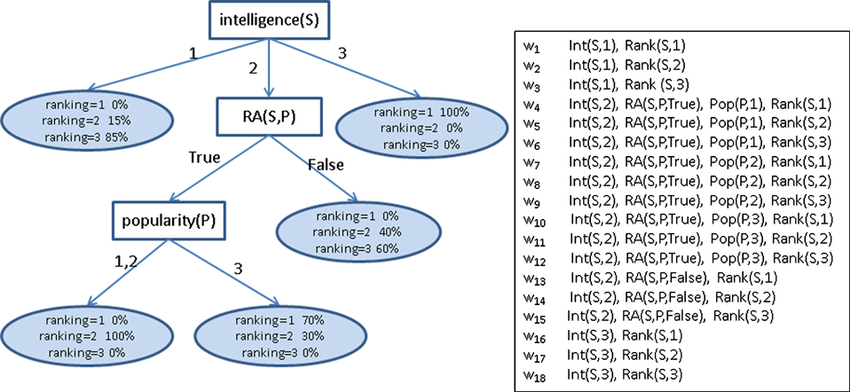 intelligence(S)
1
2
3
ranking=1 0%
ranking=2 15%
ranking=3 85%
RA(S,P)
ranking=1 100%
ranking=2 0%
ranking=3 0%
True
False
popularity(P)
ranking=1 0%
ranking=2 40%
ranking=3 60%
1,2
3
ranking=1 0%
ranking=2 100%
ranking=3 0%
ranking=1 70%
ranking=2 30%
ranking=3 0%
w1 Int(S,1), Rank(S,1)
w2 Int(S,1), Rank(S,2)
w3 Int(S,1), Rank (S,3)
w4 Int(S,2), RA(S,P,True), Pop(P,1), Rank(S,1)
w5 Int(S,2), RA(S,P,True), Pop(P,1), Rank(S,2)
w6 Int(S,2), RA(S,P,True), Pop(P,1), Rank(S,3)
w7 Int(S,2), RA(S,P,True), Pop(P,2), Rank(S,1)
w8 Int(S,2), RA(S,P,True), Pop(P,2), Rank(S,2)
w9 Int(S,2), RA(S,P,True), Pop(P,2), Rank(S,3)
w10 Int(S,2), RA(S,P,True), Pop(P,3), Rank(S,1)
w11 Int(S,2), RA(S,P,True), Pop(P,3), Rank(S,2)
w12 Int(S,2), RA(S,P,True), Pop(P,3), Rank(S,3)
w13 Int(S,2), RA(S,P,False), Rank(S,1)
w14 Int(S,2), RA(S,P,False), Rank(S,2)
w15 Int(S,2), RA(S,P,False), Rank(S,3)
w16 Int(S,3), Rank(S,1)
w17 Int(S,3), Rank(S,2)
w18 Int(S,3), Rank(S,3)